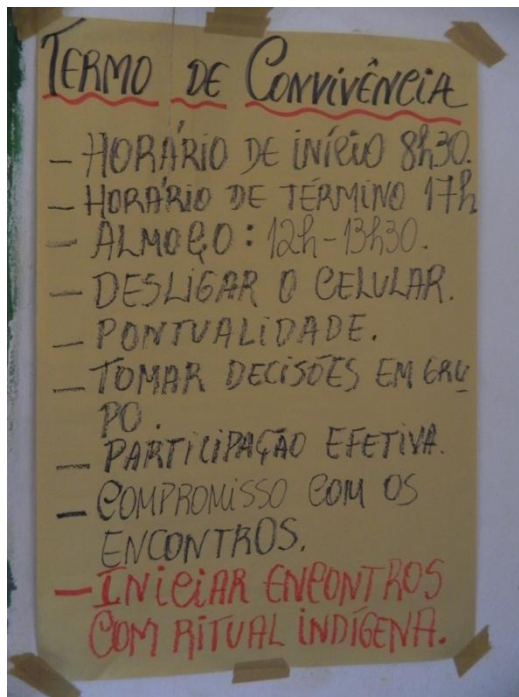 TERMO DE CONVIVÊNCIA
- HORÁRIO DE INÍCIO 8h30.
- HORÁRIO DE TÉRMINO 17h
- ALMOÇO: 12h-13h30.
- DESLIGAR O CELULAR.
- PONTUALIDADE.
- TOMAR DECISÕES EM GRU
PO.
- PARTICIPAÇÃO EFETIVA.
- COMPROMISSO COM OS
ENCONTROS.
- INICIAR ENCONTROS
COM RITUAL INDÍGENA.